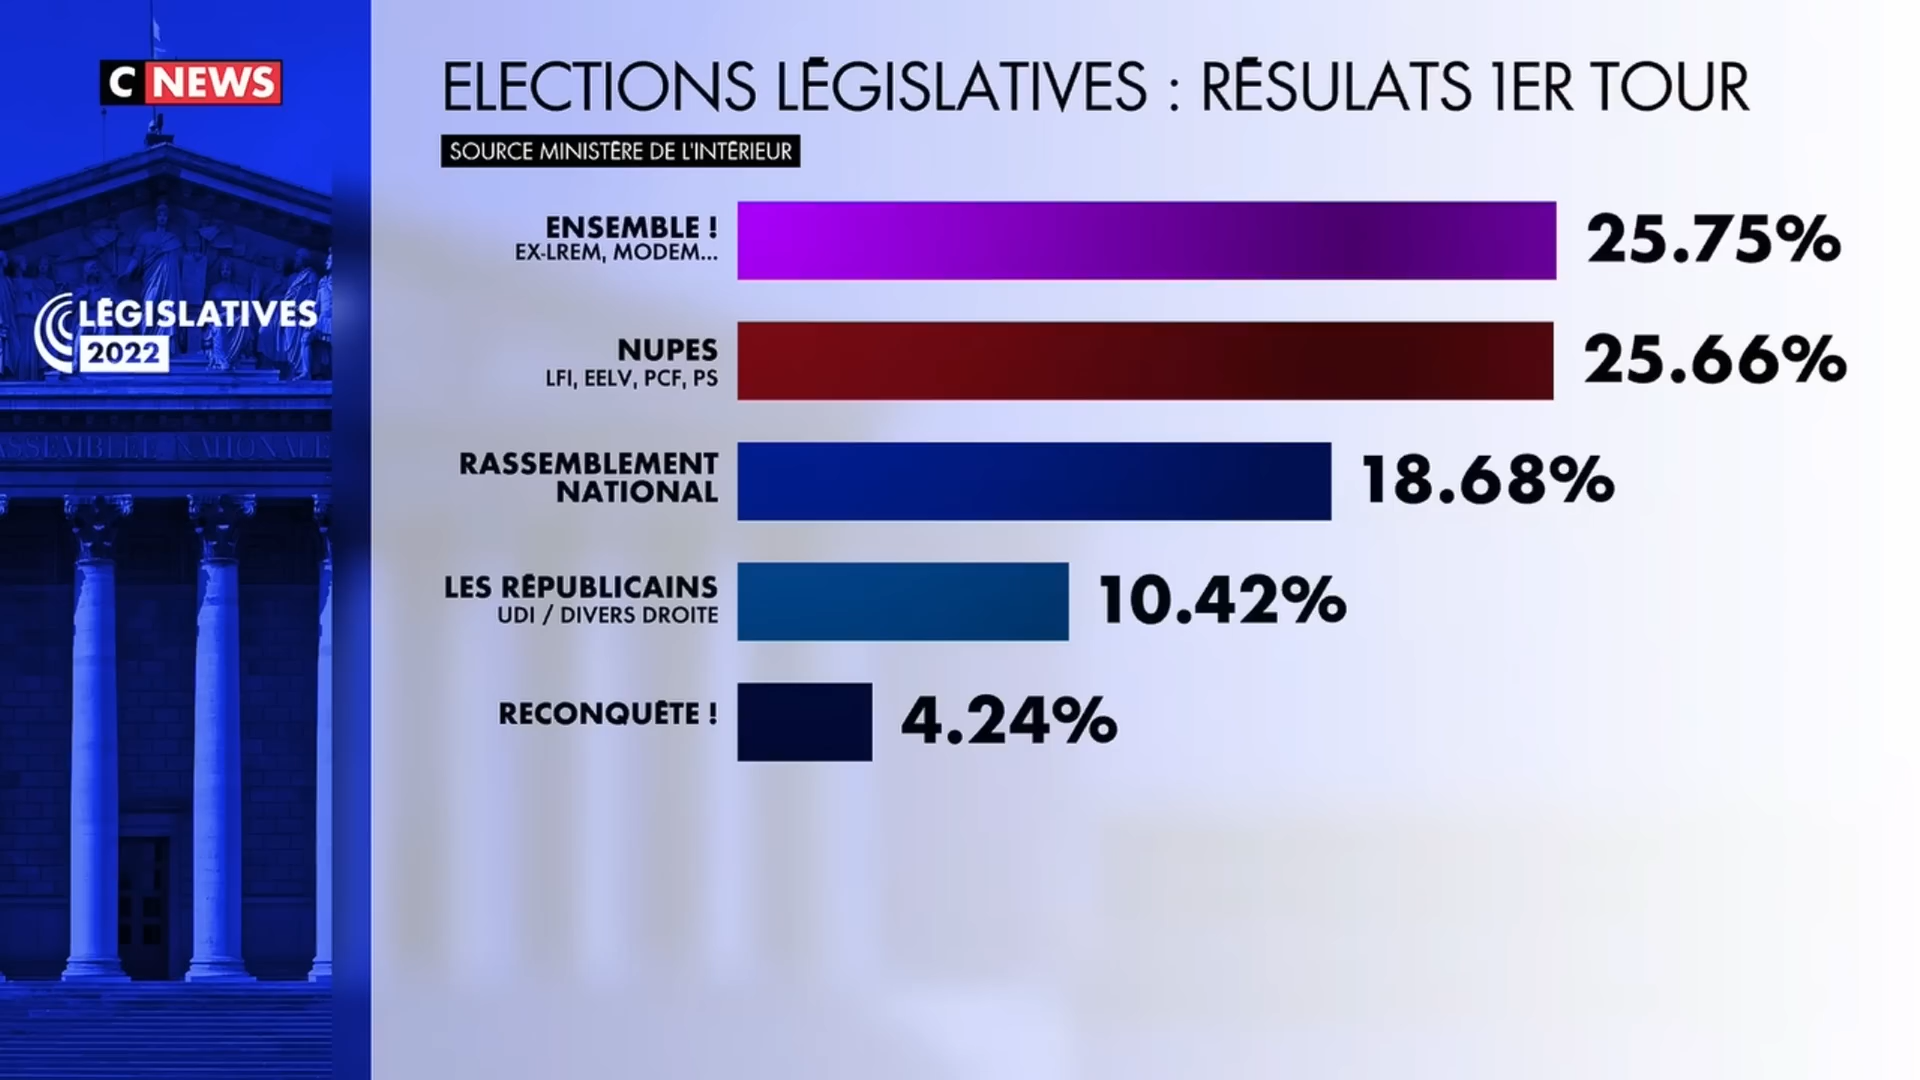 C NEWS
ELECTIONS LÉGISLATIVES : RÉSULATS 1ER TOUR
SOURCE MINISTÈRE DE L'INTÉRIEUR
ENSEMBLE !
EX-LREM, MODEM...
25.75%
LÉGISLATIVES
2022
NUPES
LFI, EELV, PCF, PS
25.66%
ASSEMBLEE NATIONALE
RASSEMBLEMENT
NATIONAL
18.68%
LES RÉPUBLICAINS
UDI / DIVERS DROITE
10.42%
RECONQUÊTE !
4.24%